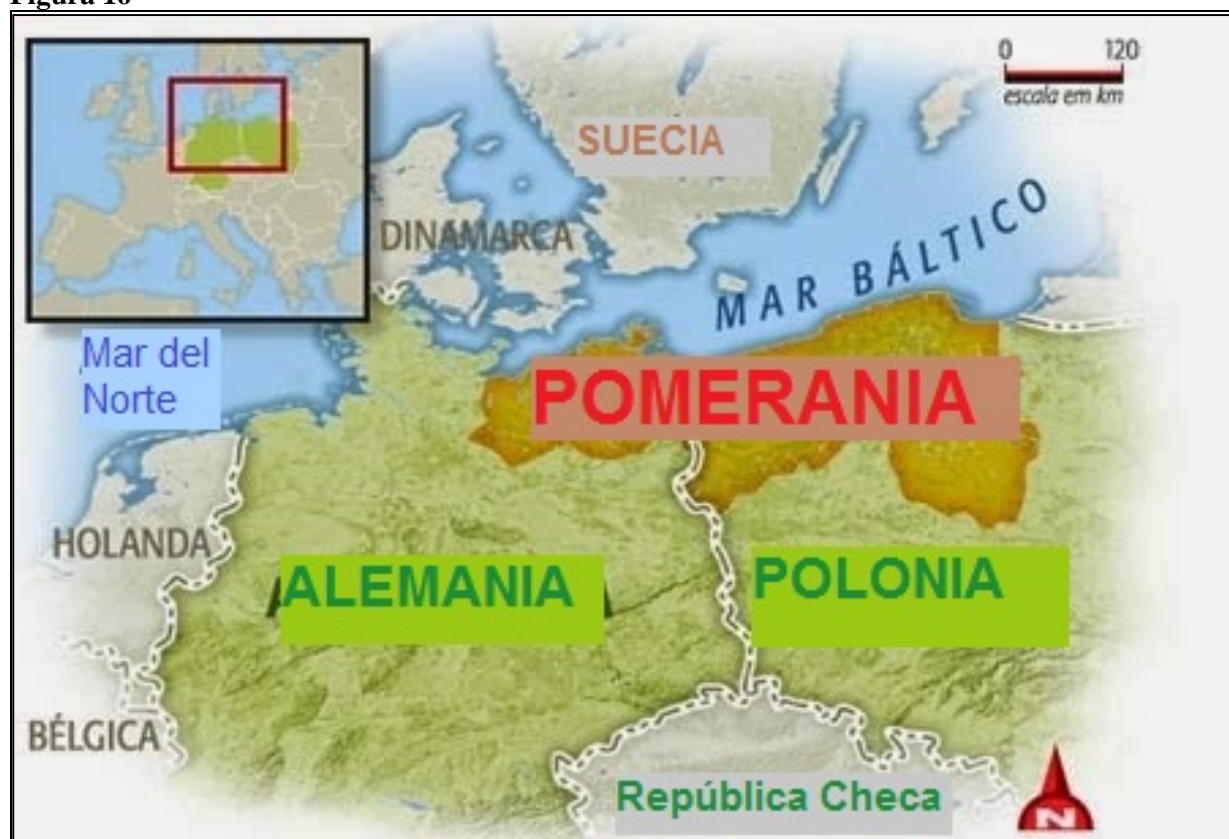 Figura 16
0 120
escala em km
SUECIA
DINAMARCA
MAR BÁLTICO
Mar del
Norte
POMERANIA
HOLANDA
ALEMANIA
POLONIA
BÉLGICA
República Checa
N